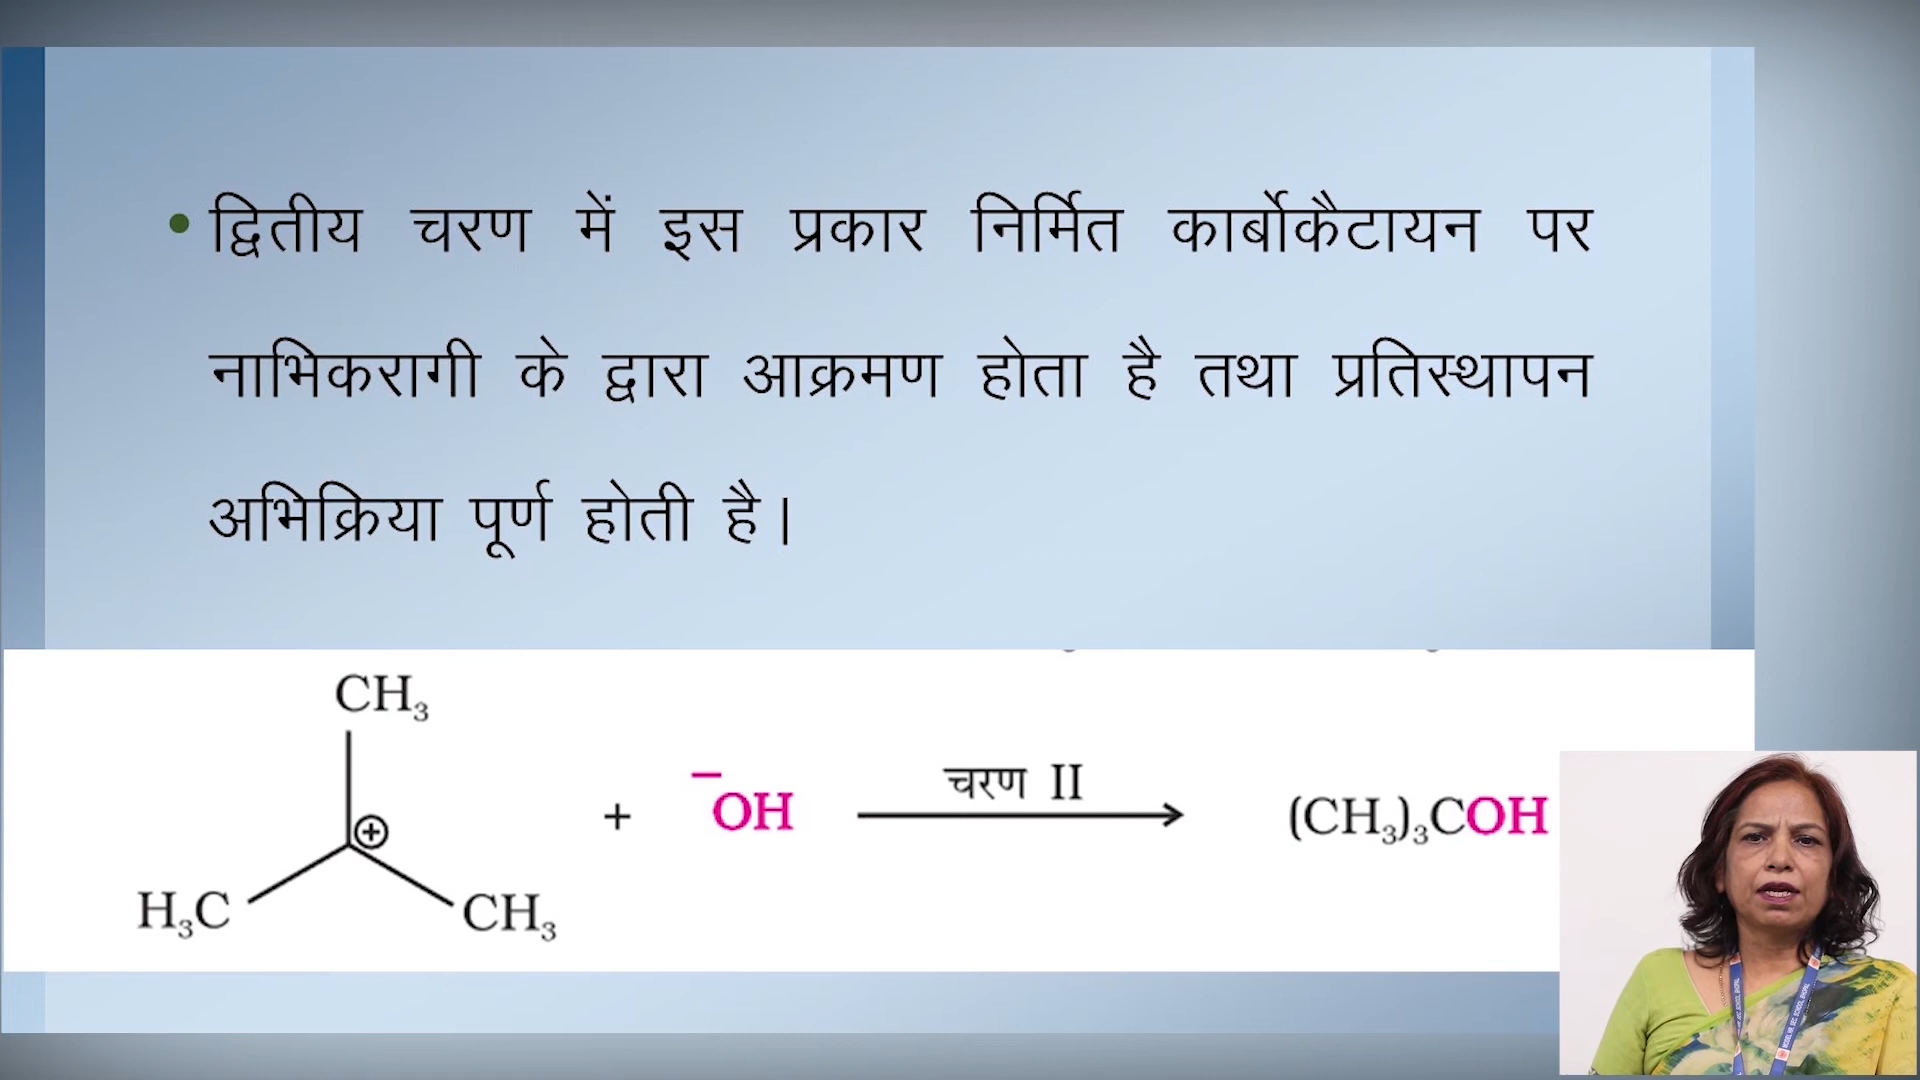 • द्वितीय चरण में इस प्रकार निर्मित कार्बोकैटायन पर
नाभिकरागी के द्वारा आक्रमण होता है तथा प्रतिस्थापन
अभिक्रिया पूर्ण होती है।
CH₃
⊕
H₃C
CH₃
+
⁻OH
चरण II
(CH₃)₃COH